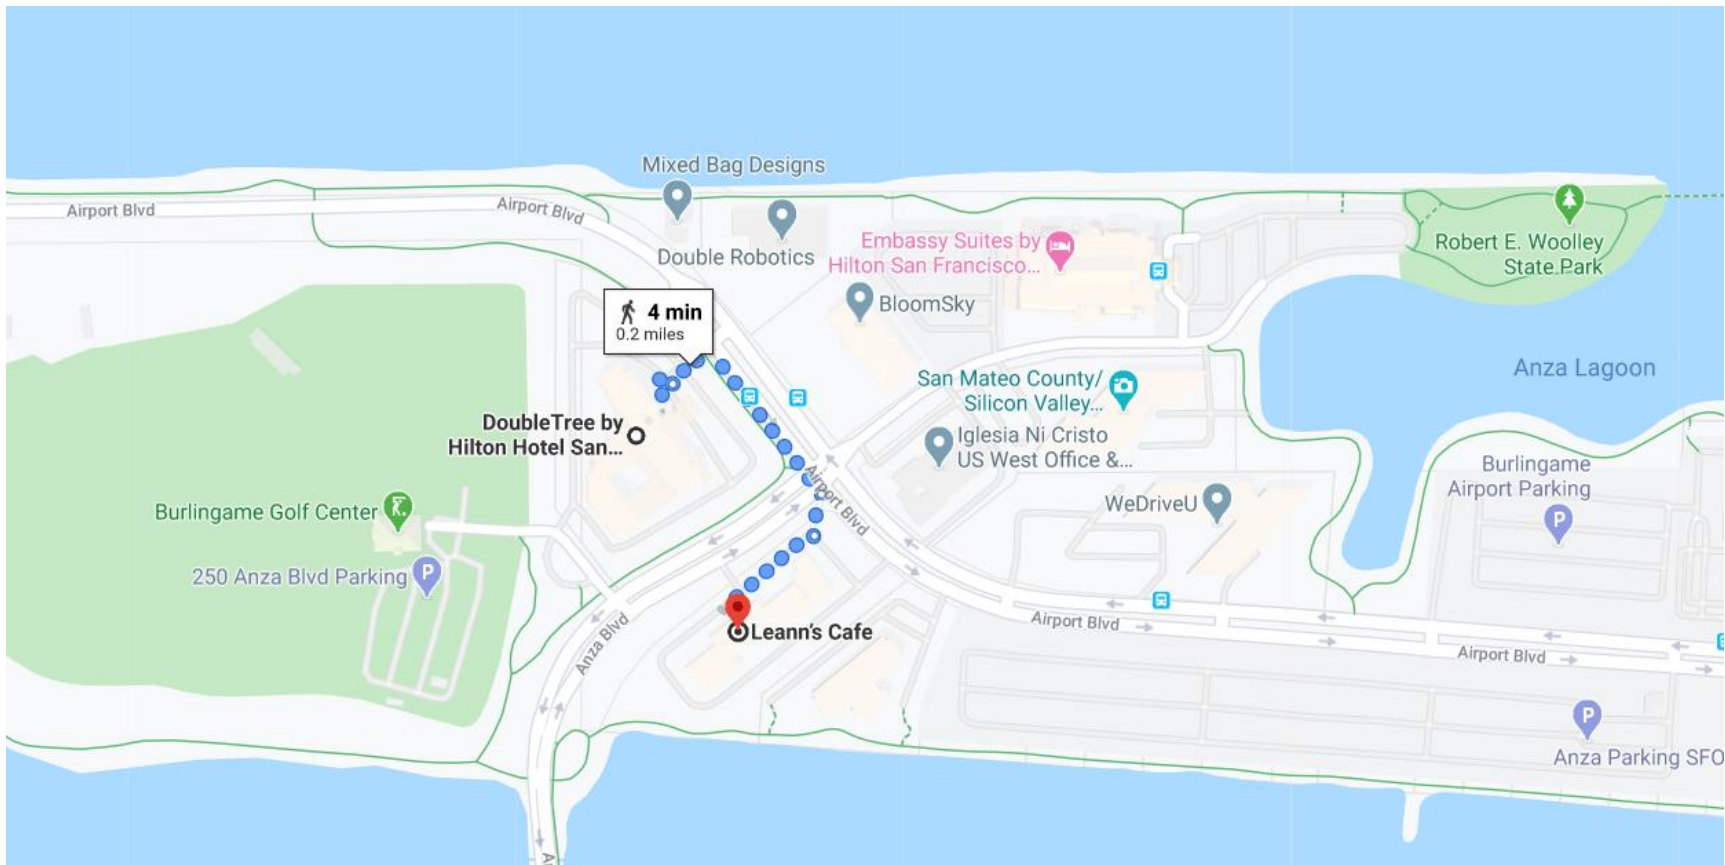 Mixed Bag Designs
Airport Blvd
Airport Blvd
Double Robotics
Embassy Suites by
Hilton San Francisco...
Robert E. Woolley
State Park
BloomSky
4 min
0.2 miles
Anza Lagoon
San Mateo County/
Silicon Valley...
DoubleTree by
Hilton Hotel San...
Iglesia Ni Cristo
US West Office &...
Burlingame
Airport Parking
P
Airport Blvd
WeDriveU
Burlingame Golf Center
250 Anza Blvd Parking
P
Anza Blvd
Leann's Cafe
Airport Blvd
Airport Blvd
P
Anza Parking SFO